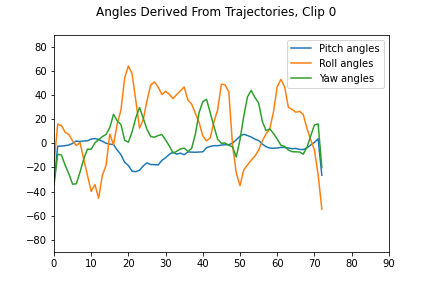 Angles Derived From Trajectories, Clip 0
Pitch angles
Roll angles
Yaw angles
80
60
40
20
0
−20
−40
−60
−80
0 10 20 30 40 50 60 70 80 90